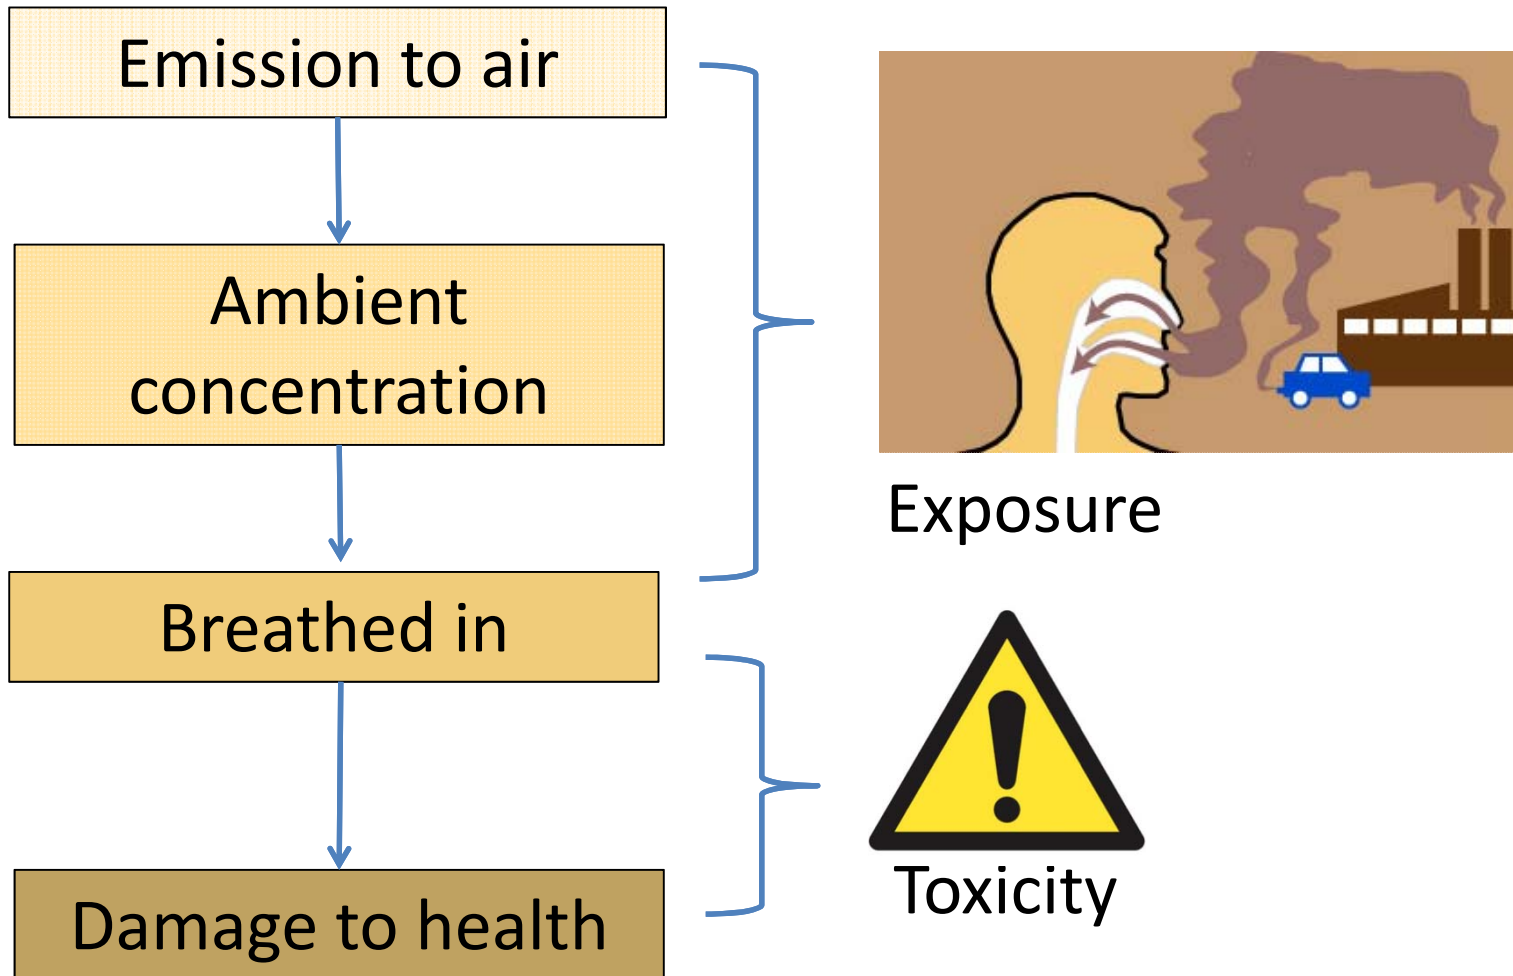 Emission to air
Ambient
concentration
Exposure
Breathed in
Toxicity
Damage to health